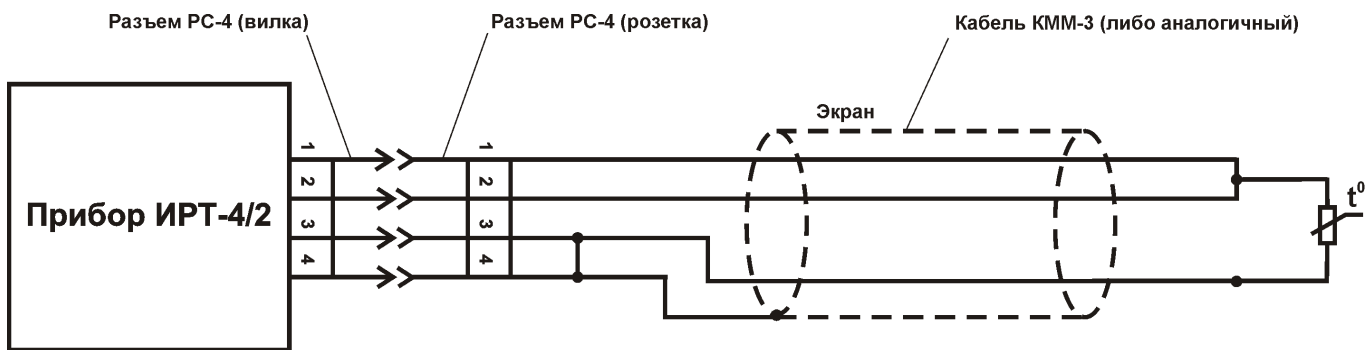 Разъем РС-4 (вилка)
Разъем РС-4 (розетка)
Кабель КММ-3 (либо аналогичный)
Экран
Прибор ИРТ-4/2
1
2
3
4
1
2
3
4
t⁰